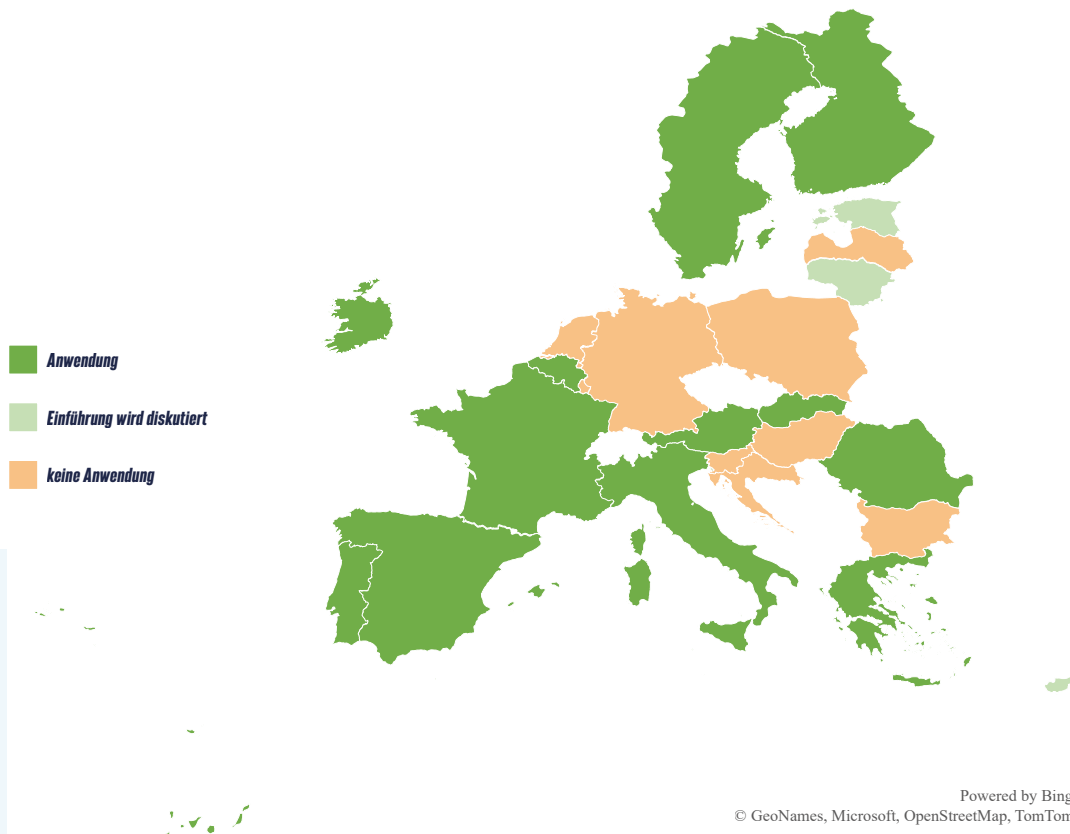 Anwendung
Einführung wird diskutiert
keine Anwendung
Powered by Bing
© GeoNames, Microsoft, OpenStreetMap, TomTom